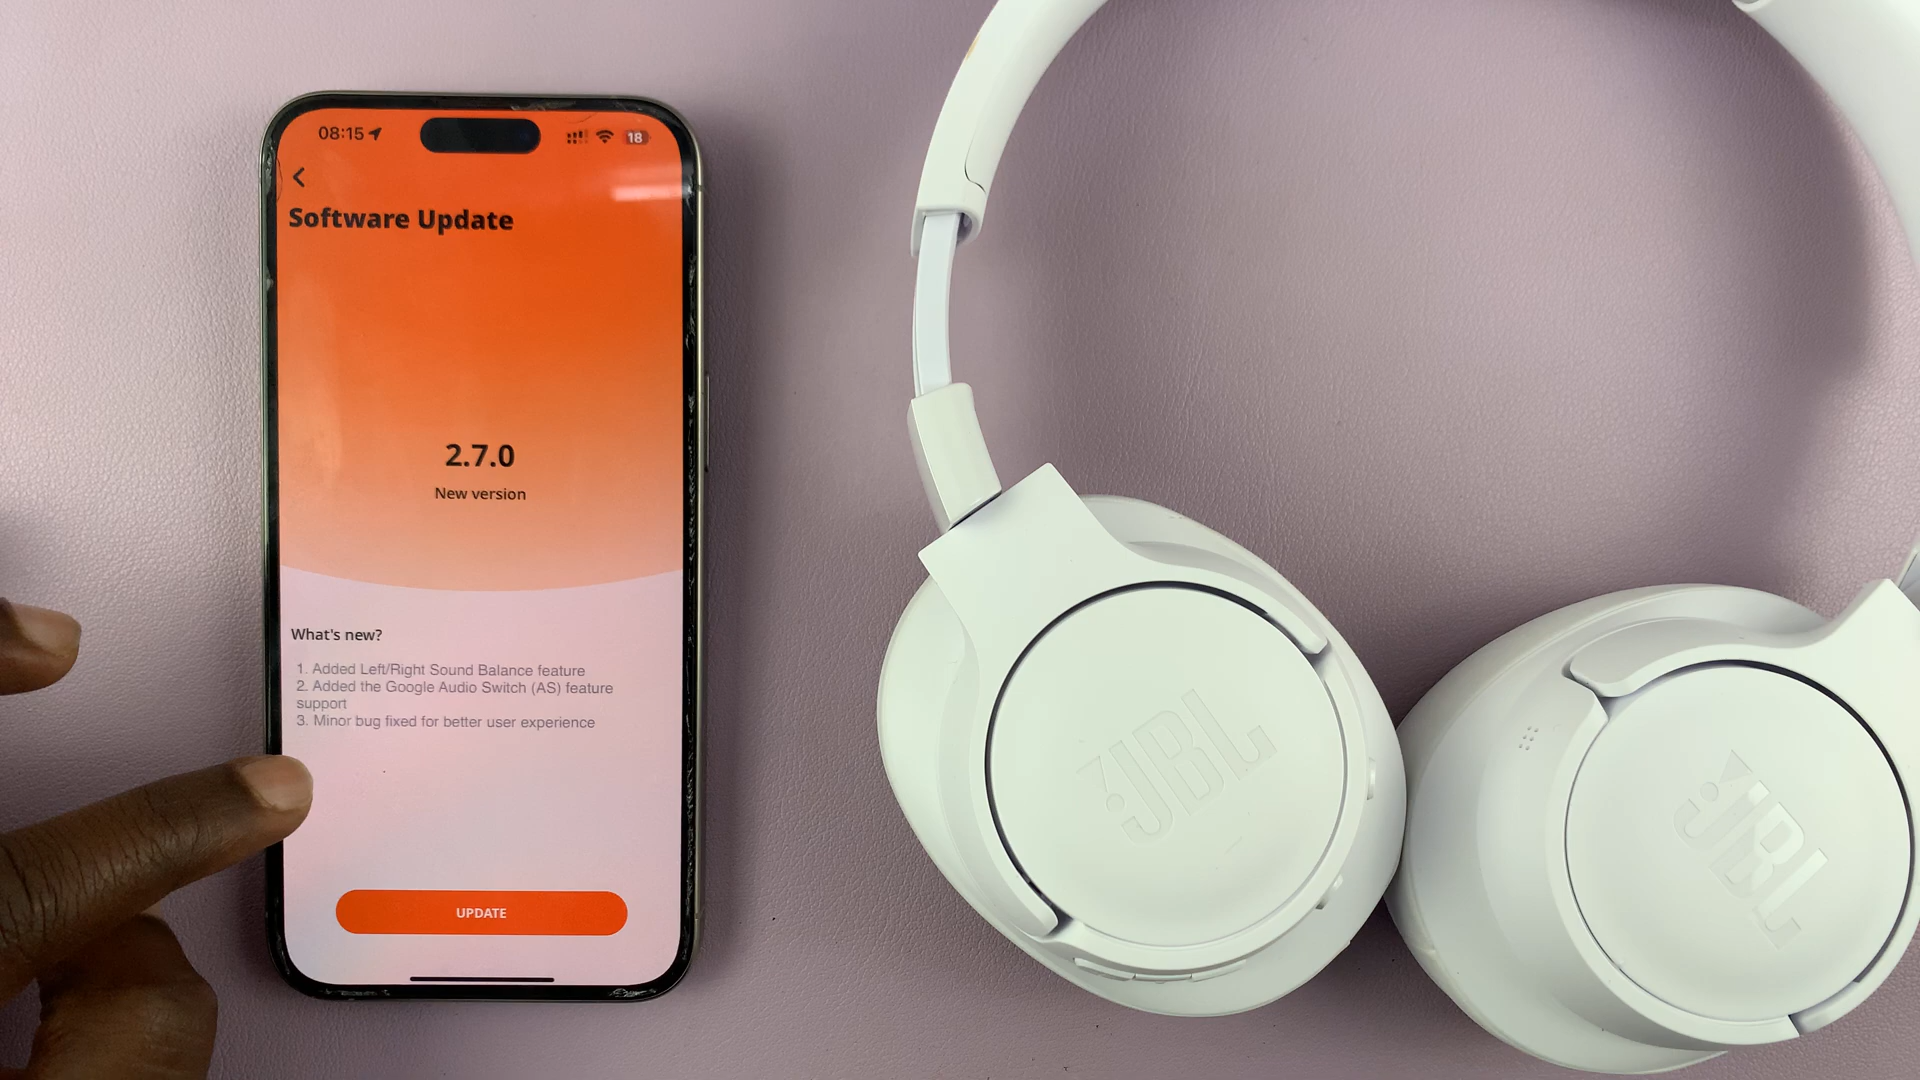 08:15
18
Software Update
2.7.0
New version
What's new?
1. Added Left/Right Sound Balance feature
2. Added the Google Audio Switch (AS) feature
support
3. Minor bug fixed for better user experience
UPDATE
JBL
JBL